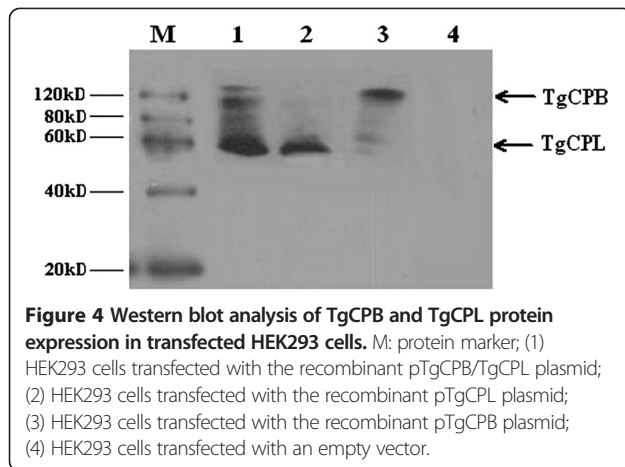 M 1 2 3 4
120kD
TgCPB
80kD
60kD
TgCPL
40kD
20kD
Figure 4 Western blot analysis of TgCPB and TgCPL protein
expression in transfected HEK293 cells. M: protein marker; (1)
HEK293 cells transfected with the recombinant pTgCPB/TgCPL plasmid;
(2) HEK293 cells transfected with the recombinant pTgCPL plasmid;
(3) HEK293 cells transfected with the recombinant pTgCPB plasmid;
(4) HEK293 cells transfected with an empty vector.